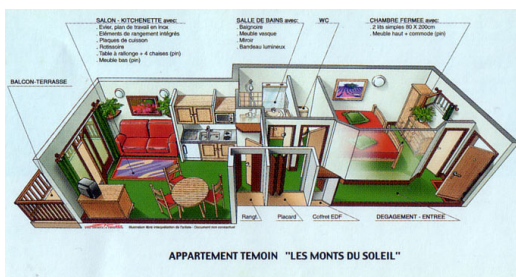 SALON - KITCHENETTE avec:
. Evier, plan de travail en inox
. Eléments de rangement intégrés
. Plaques de cuisson
. Rotissoire
. Table à rallonge + 4 chaises (pin)
. Meuble bas (pin)
SALLE DE BAINS avec:
. Baignoire
. Meuble vasque
. Miroir
. Bandeau lumineux
WC
CHAMBRE FERMEE avec:
. 2 lits simples 80 X 200cm
. Meuble haut + commode (pin)
BALCON-TERRASSE
Rangt.
Placard
Coffret EDF
DEGAGEMENT - ENTREE
APPARTEMENT TEMOIN "LES MONTS DU SOLEIL"